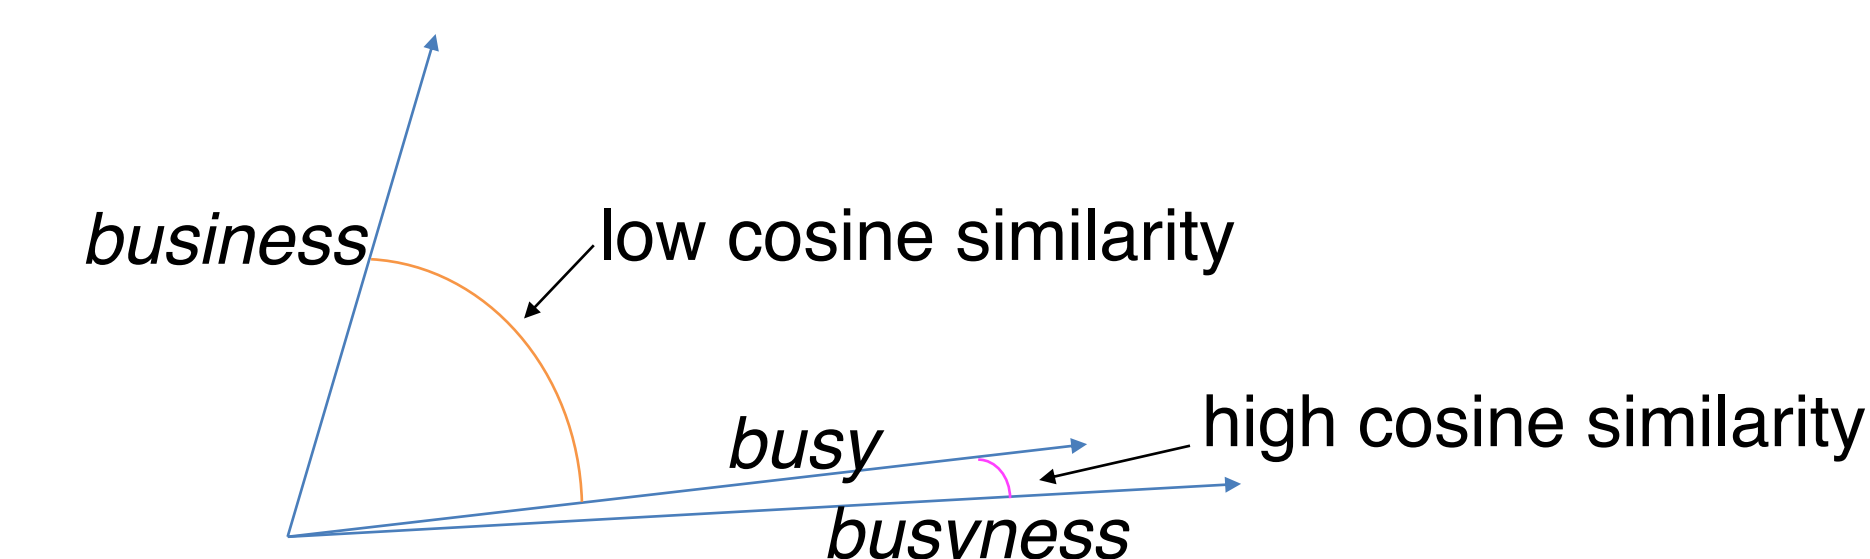 business
low cosine similarity
busy
high cosine similarity
busyness